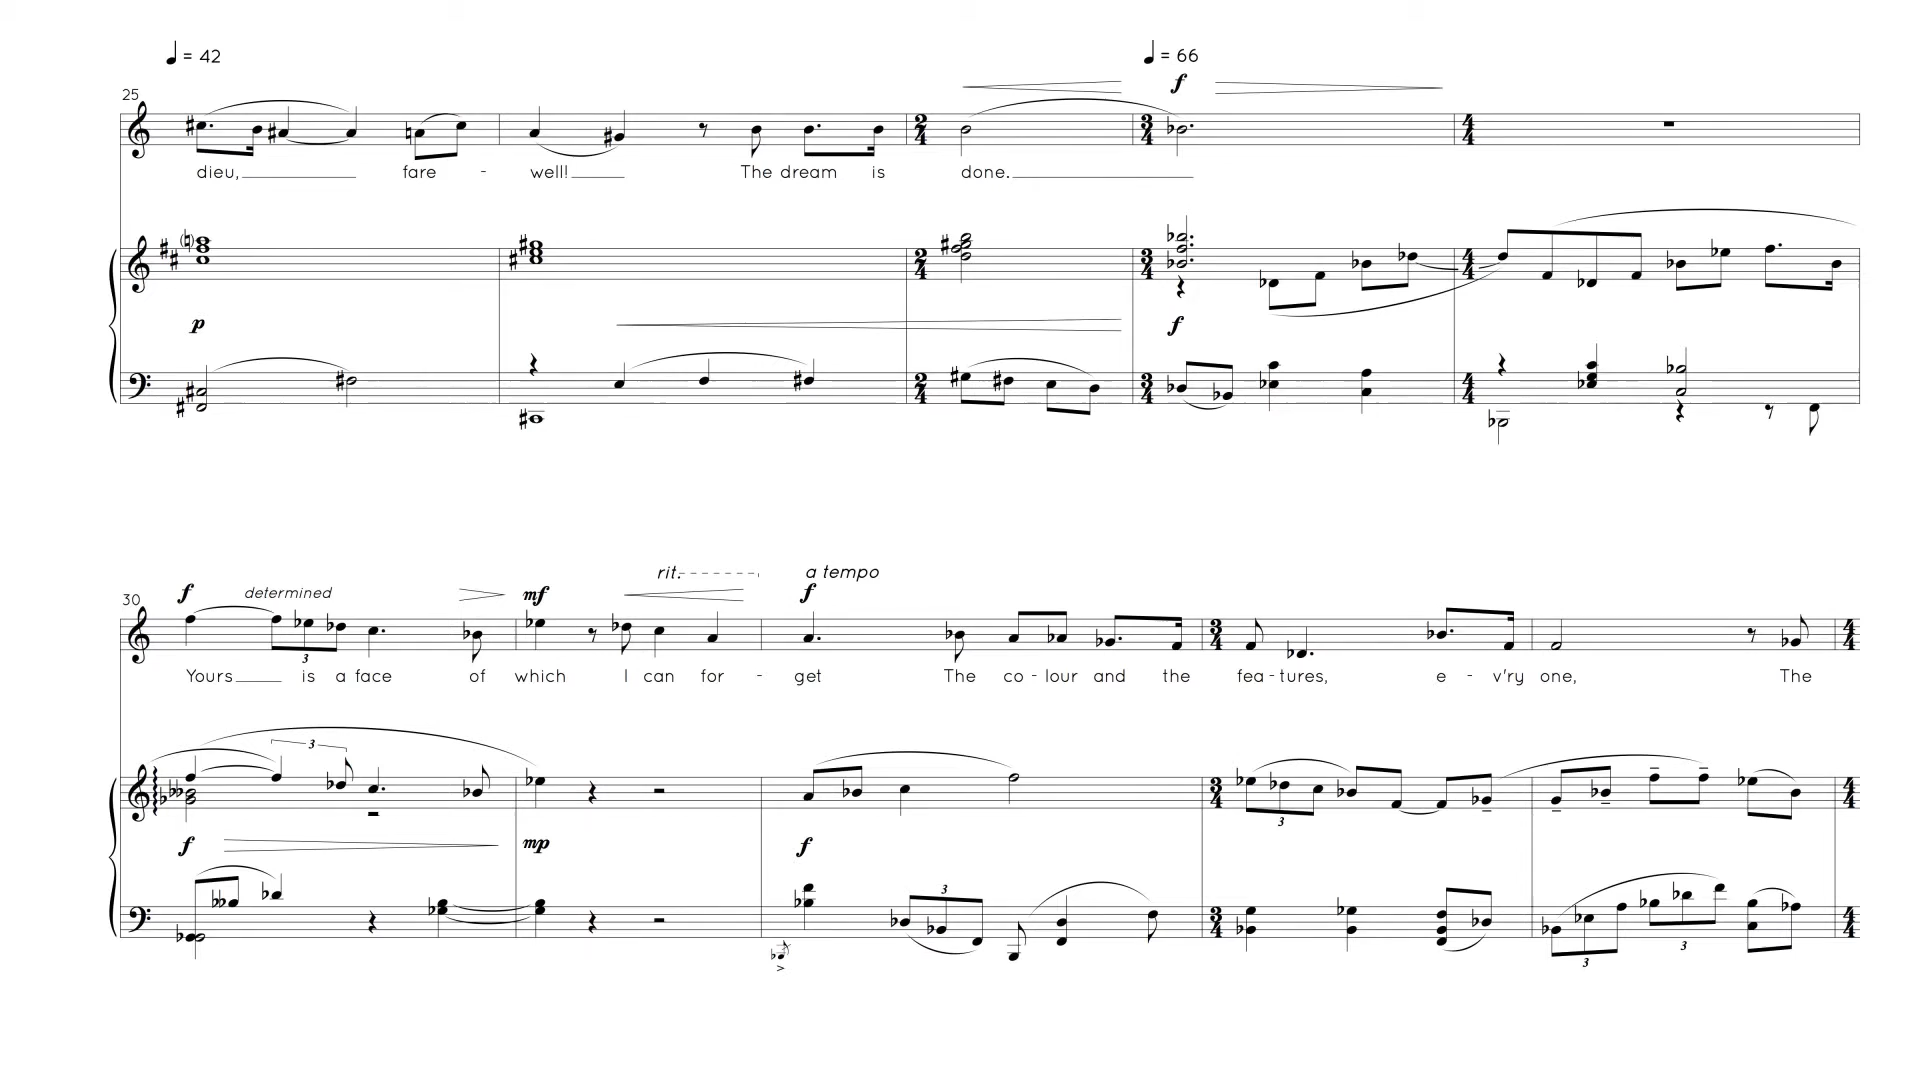 = 42
= 66
25
f
dieu, fare - well! The dream is done.
p
f
30
f determined mf rit. a tempo f
3
Yours is a face of which I can for - get The co - lour and the fea - tures, e - v'ry one, The
3
3
f mp f
3
3
3